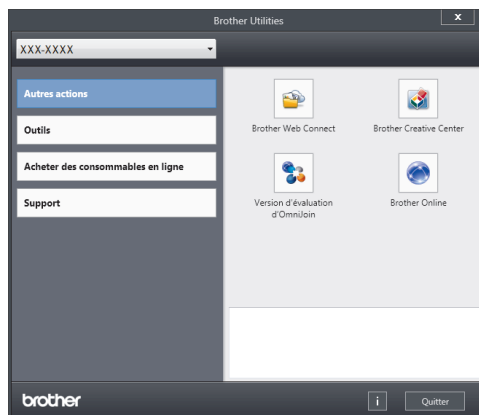 Brother Utilities
X
XXX-XXXX
Autres actions
Outils
Acheter des consommables en ligne
Support
Brother Web Connect
Brother Creative Center
Version d'évaluation
d'OmniJoin
Brother Online
brother
i
Quitter